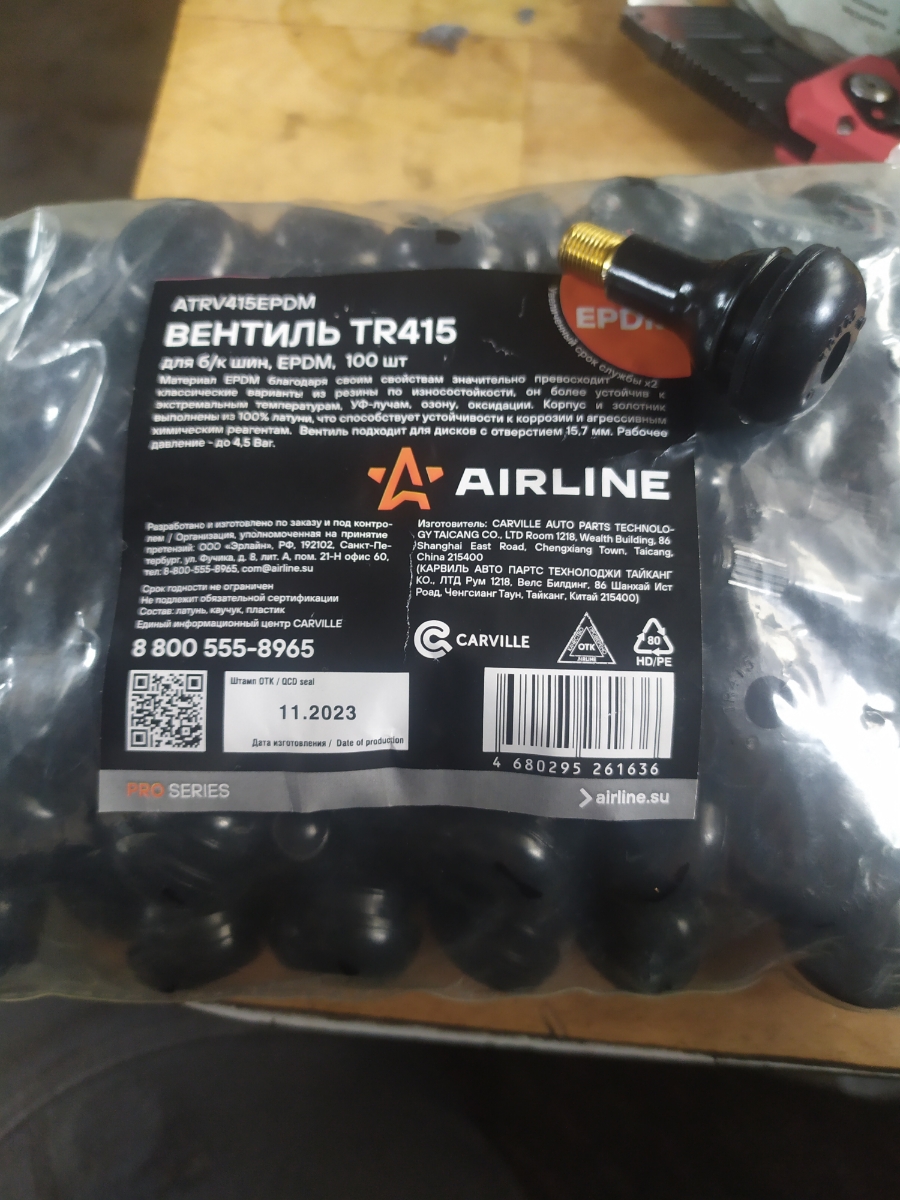 ATRV415EPDM
ВЕНТИЛЬ TR415
для б/к шин, EPDM, 100 шт
EPDM
увеличенный срок службы x2
Материал EPDM благодаря своим свойствам значительно превосходит
классические варианты из резины по износостойкости, он более устойчив к
экстремальным температурам, УФ-лучам, озону, оксидации. Корпус и золотник
выполнены из 100% латуни, что способствует устойчивости к коррозии и агрессивным
химическим реагентам. Вентиль подходит для дисков с отверстием 15,7 мм. Рабочее
давление - до 4,5 Bar.
AIRLINE
Разработано и изготовлено по заказу и под контро-
лем / Организация, уполномоченная на принятие
претензий: ООО «Эрлайн», РФ, 192102, Санкт-Пе-
тербург, ул. Фучика, д. 8, лит. А, пом. 21-Н офис 60,
тел: 8-800-555-8965, com@airline.su
Срок годности не ограничен
Не подлежит обязательной сертификации
Состав: латунь, каучук, пластик
Единый информационный центр CARVILLE
8 800 555-8965
Изготовитель: CARVILLE AUTO PARTS TECHNOLO-
GY TAICANG CO., LTD Room 1218, Wealth Building, 86
Shanghai East Road, Chengxiang Town, Taicang,
China 215400
(КАРВИЛЬ АВТО ПАРТС ТЕХНОЛОДЖИ ТАЙКАНГ
КО., ЛТД Рум 1218, Велс Билдинг, 86 Шанхай Ист
Роад, Ченгсианг Таун, Тайканг, Китай 215400)
CARVILLE
ОТК
AIRLINE
80
HD/PE
Штамп ОТК / QCD seal
11.2023
Дата изготовления / Date of production
4 680295 261636
PRO SERIES
airline.su